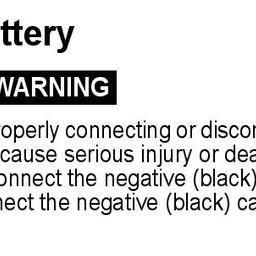 ttery
WARNING
operly connecting or discon
cause serious injury or dea
onnect the negative (black)
nect the negative (black) ca